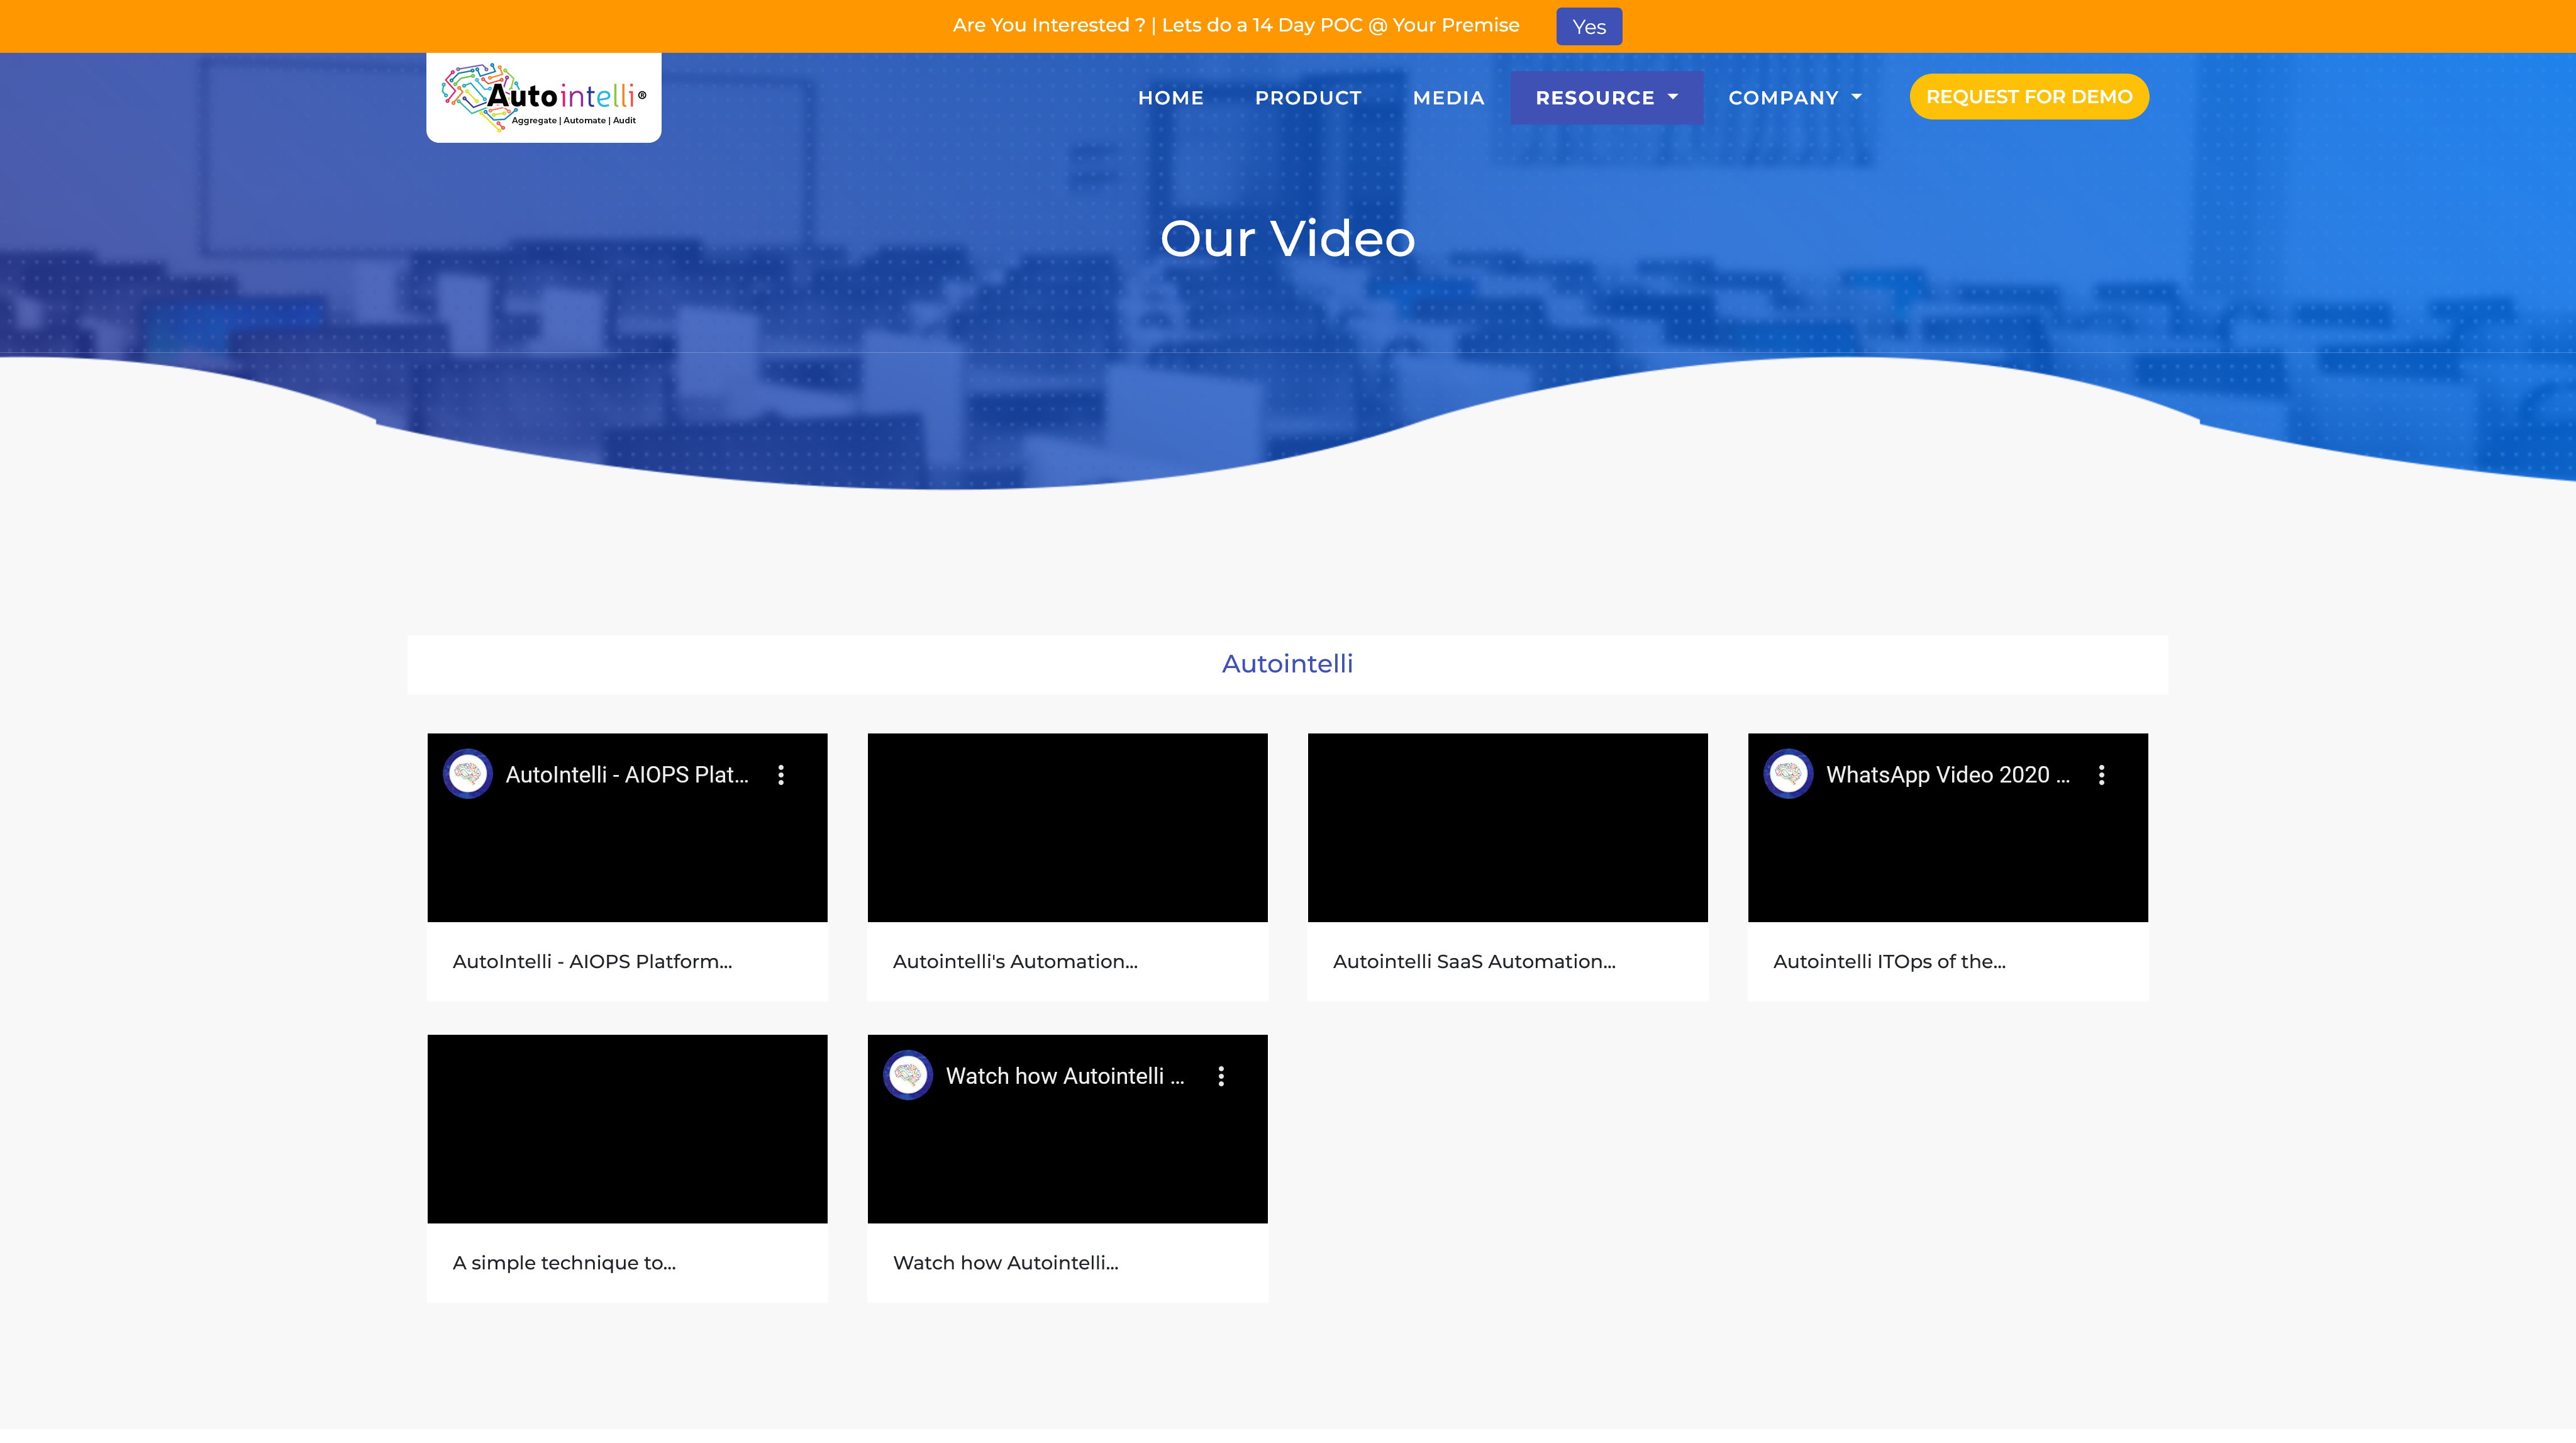 Are You Interested ? | Lets do a 14 Day POC @ Your Premise Yes
Autointelli®
Aggregate | Automate | Audit
HOME PRODUCT MEDIA RESOURCE COMPANY REQUEST FOR DEMO
Our Video
Autointelli
AutoIntelli - AIOPS Plat...
WhatsApp Video 2020 ...
AutoIntelli - AIOPS Platform...
Autointelli's Automation...
Autointelli SaaS Automation...
Autointelli ITOps of the...
Watch how Autointelli ...
A simple technique to...
Watch how Autointelli...